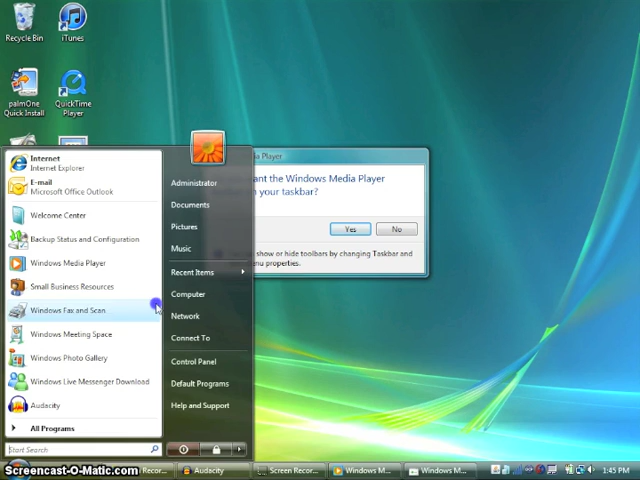 Recycle Bin
iTunes
palmOne
Quick Install
QuickTime
Player
Internet
Internet Explorer
E-mail
Microsoft Office Outlook
Welcome Center
Backup Status and Configuration
Windows Media Player
Small Business Resources
Windows Fax and Scan
Windows Meeting Space
Windows Photo Gallery
Windows Live Messenger Download
Audacity
All Programs
Start Search
Administrator
Documents
Pictures
Music
Recent Items
Computer
Network
Connect To
Control Panel
Default Programs
Help and Support
Media Player
the Windows Media Player
your taskbar?
Yes
No
show or hide toolbars by changing Taskbar and
menu properties.
Screencast-O-Matic.com
Recor...
Audacity
Screen Recor...
Windows M...
Windows M...
1:45 PM